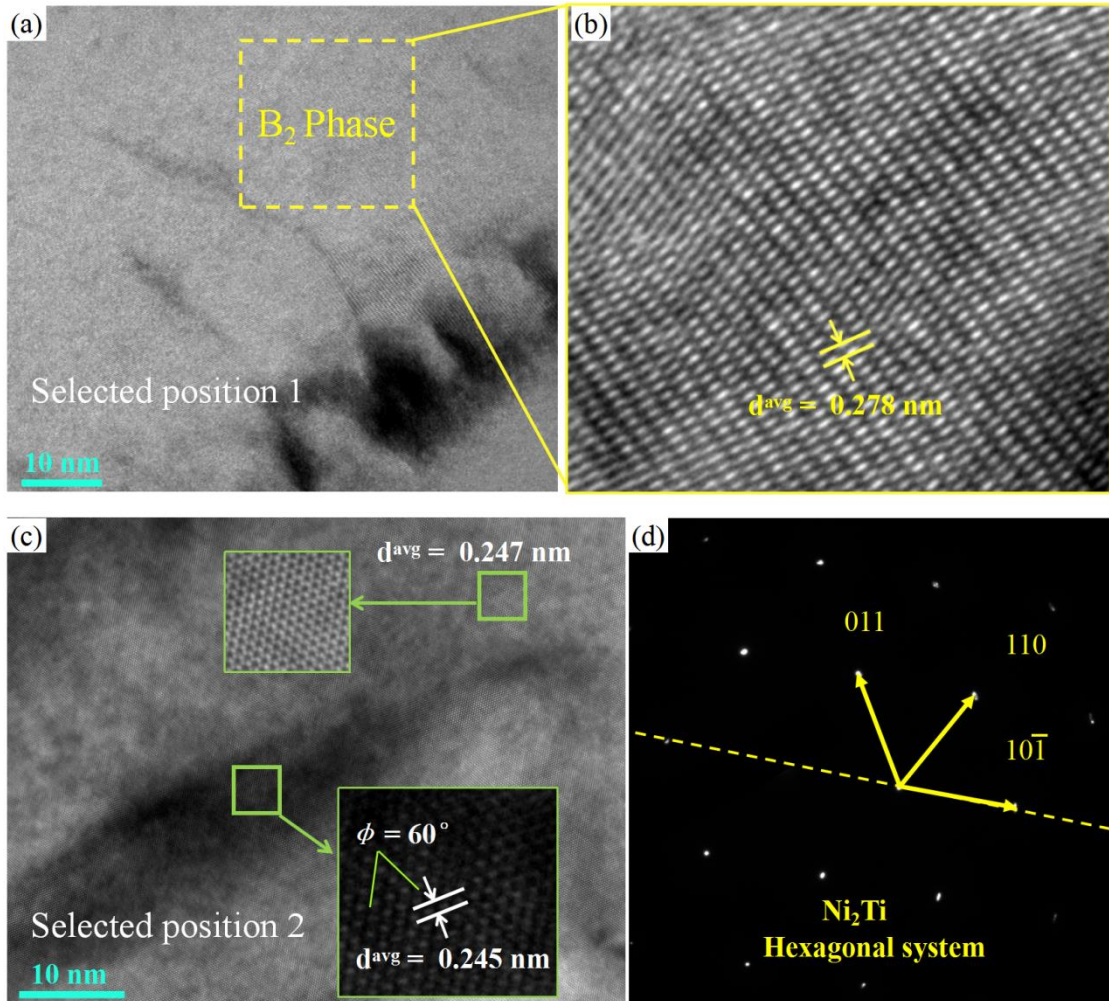 (a)
B₂ Phase
Selected position 1
10 nm
(b)
dᵃᵛᵍ = 0.278 nm
(c)
dᵃᵛᵍ = 0.247 nm
ϕ = 60°
dᵃᵛᵍ = 0.245 nm
Selected position 2
10 nm
(d)
011
110
101̅
Ni₂Ti
Hexagonal system